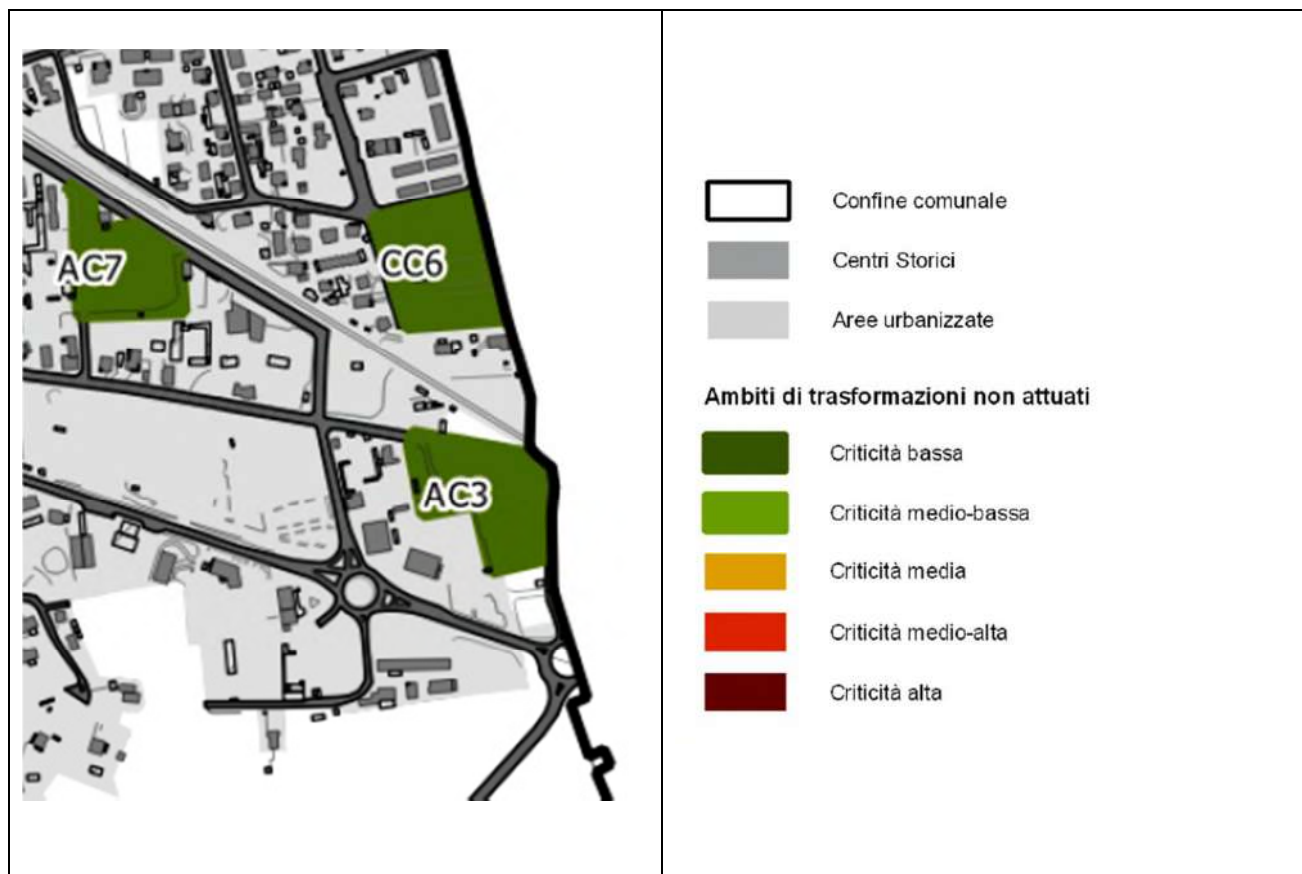 AC7
CC6
AC3
Confine comunale
Centri Storici
Aree urbanizzate
Ambiti di trasformazioni non attuati
Criticità bassa
Criticità medio-bassa
Criticità media
Criticità medio-alta
Criticità alta